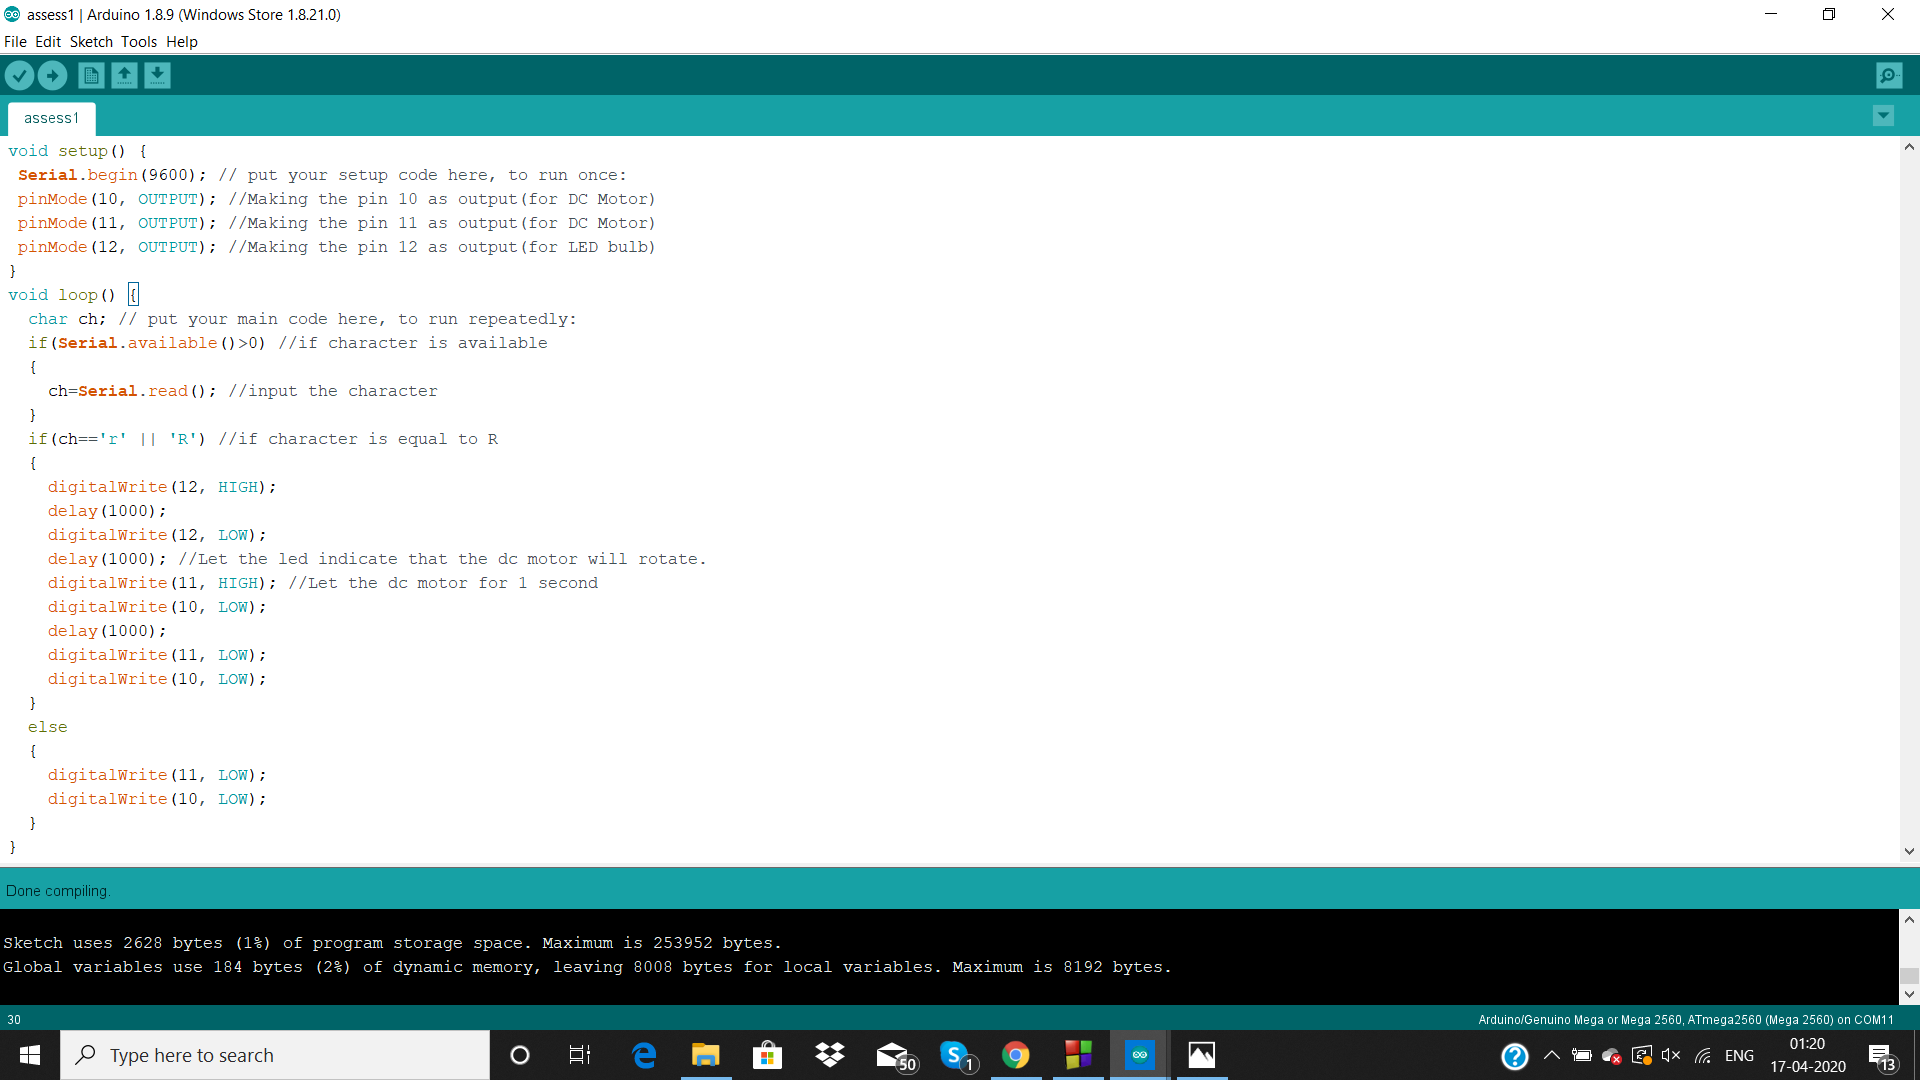 assess1 | Arduino 1.8.9 (Windows Store 1.8.21.0)
File Edit Sketch Tools Help
assess1
void setup() {
 Serial.begin(9600); // put your setup code here, to run once:
 pinMode(10, OUTPUT); //Making the pin 10 as output(for DC Motor)
 pinMode(11, OUTPUT); //Making the pin 11 as output(for DC Motor)
 pinMode(12, OUTPUT); //Making the pin 12 as output(for LED bulb)
}
void loop() {
  char ch; // put your main code here, to run repeatedly:
  if(Serial.available()>0) //if character is available
  {
    ch=Serial.read(); //input the character
  }
  if(ch=='r' || 'R') //if character is equal to R
  {
    digitalWrite(12, HIGH);
    delay(1000);
    digitalWrite(12, LOW);
    delay(1000); //Let the led indicate that the dc motor will rotate.
    digitalWrite(11, HIGH); //Let the dc motor for 1 second
    digitalWrite(10, LOW);
    delay(1000);
    digitalWrite(11, LOW);
    digitalWrite(10, LOW);
  }
  else
  {
    digitalWrite(11, LOW);
    digitalWrite(10, LOW);
  }
}
Done compiling.
Sketch uses 2628 bytes (1%) of program storage space. Maximum is 253952 bytes.
Global variables use 184 bytes (2%) of dynamic memory, leaving 8008 bytes for local variables. Maximum is 8192 bytes.
30
Arduino/Genuino Mega or Mega 2560, ATmega2560 (Mega 2560) on COM11
Type here to search
50
1
ENG
01:20
17-04-2020
13